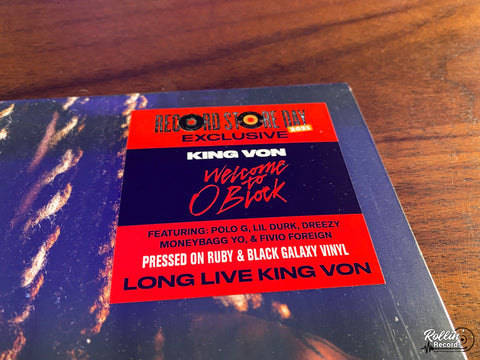 RECORD STORE DAY
2021
EXCLUSIVE
KING VON
Welcome
to
O Block
FEATURING: POLO G, LIL DURK, DREEZY
MONEYBAGG YO, & FIVIO FOREIGN
PRESSED ON RUBY & BLACK GALAXY VINYL
LONG LIVE KING VON
Rollin'
Records